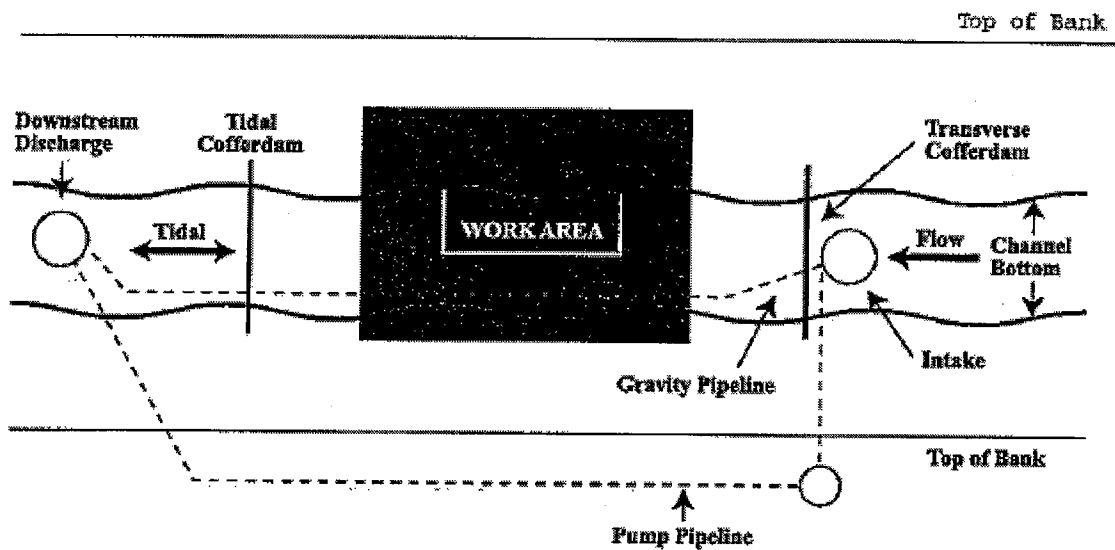 Top of Bank
Downstream
Discharge
Tidal
Cofferdam
Transverse
Cofferdam
Tidal
WORK AREA
Flow
Channel
Bottom
Gravity Pipeline
Intake
Top of Bank
Pump Pipeline